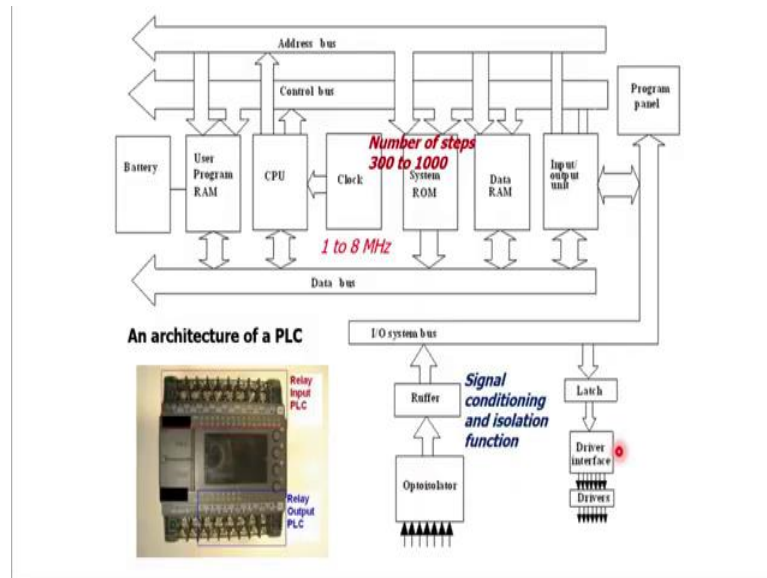 Address bus
Control bus
Program
panel
Battery
User
Program
RAM
CPU
Clock
Number of steps
300 to 1000
System
ROM
Data
RAM
Input/
output
unit
1 to 8 MHz
Data bus
An architecture of a PLC
I/O system bus
Relay
Input
PLC
Relay
Output
PLC
Buffer
Signal
conditioning
and isolation
function
Optoisolator
Latch
Driver
interface
Drivers